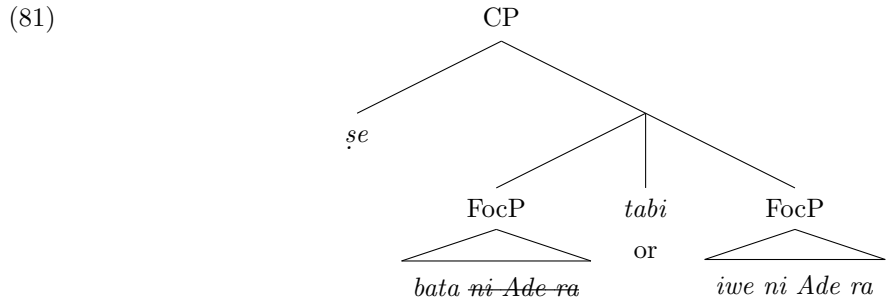 (81)
CP
ṣe
FocP tabi FocP
or
bata ni Ade ra iwe ni Ade ra